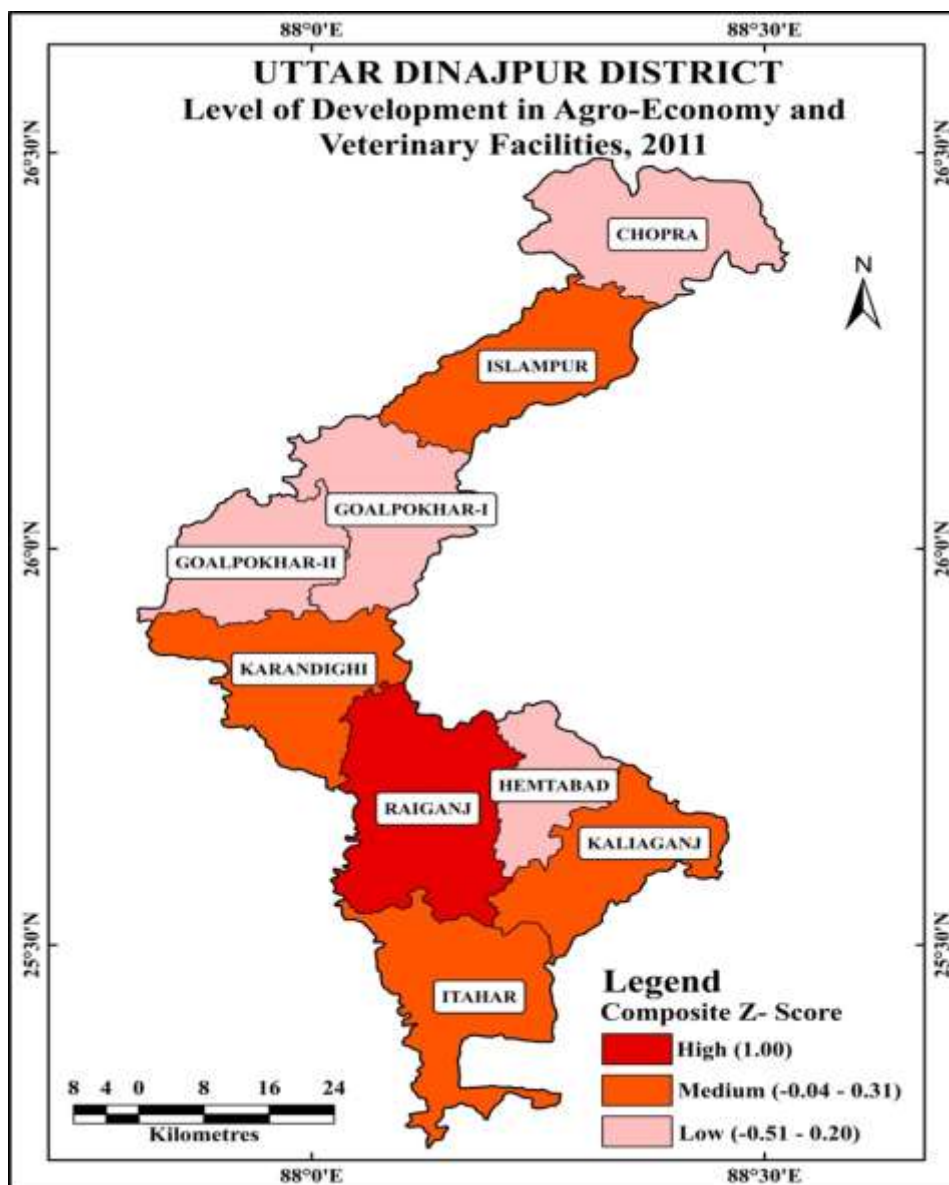 88°0'E 88°30'E
UTTAR DINAJPUR DISTRICT
Level of Development in Agro-Economy and
Veterinary Facilities, 2011
26°30'N 26°30'N
CHOPRA
N
ISLAMPUR
GOALPOKHAR-I
26°0'N 26°0'N
GOALPOKHAR-II
KARANDIGHI
HEMTABAD
RAIGANJ
KALIAGANJ
25°30'N 25°30'N
ITAHAR
Legend
Composite Z- Score
High (1.00)
Medium (-0.04 - 0.31)
Low (-0.51 - 0.20)
8 4 0 8 16 24
Kilometres
88°0'E 88°30'E